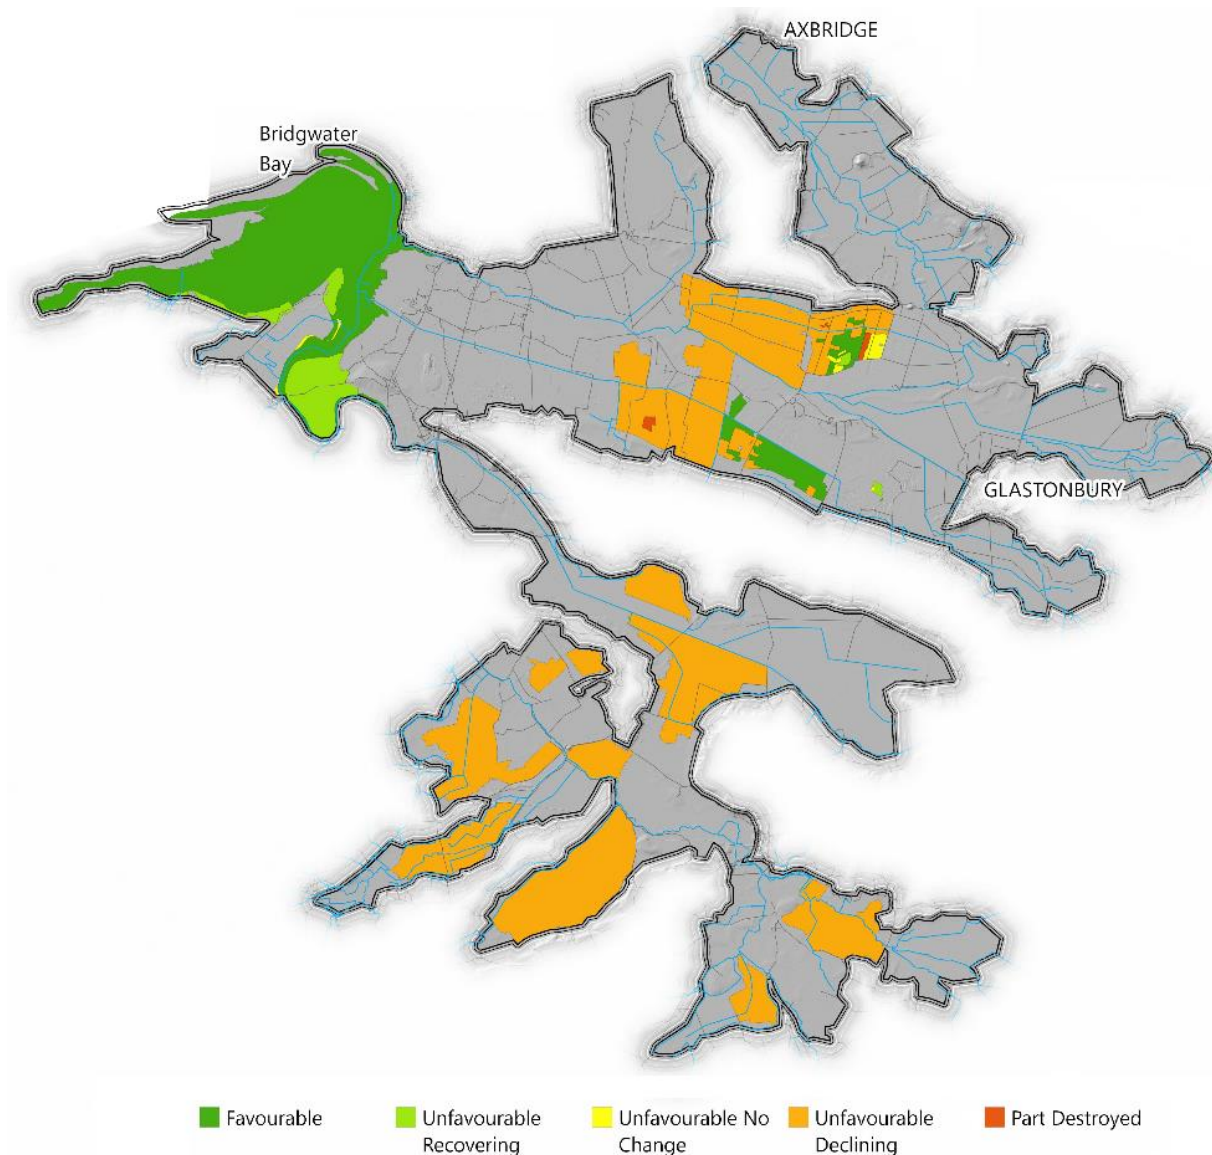 AXBRIDGE
Bridgwater
Bay
GLASTONBURY
Favourable
Unfavourable
Recovering
Unfavourable No
Change
Unfavourable
Declining
Part Destroyed